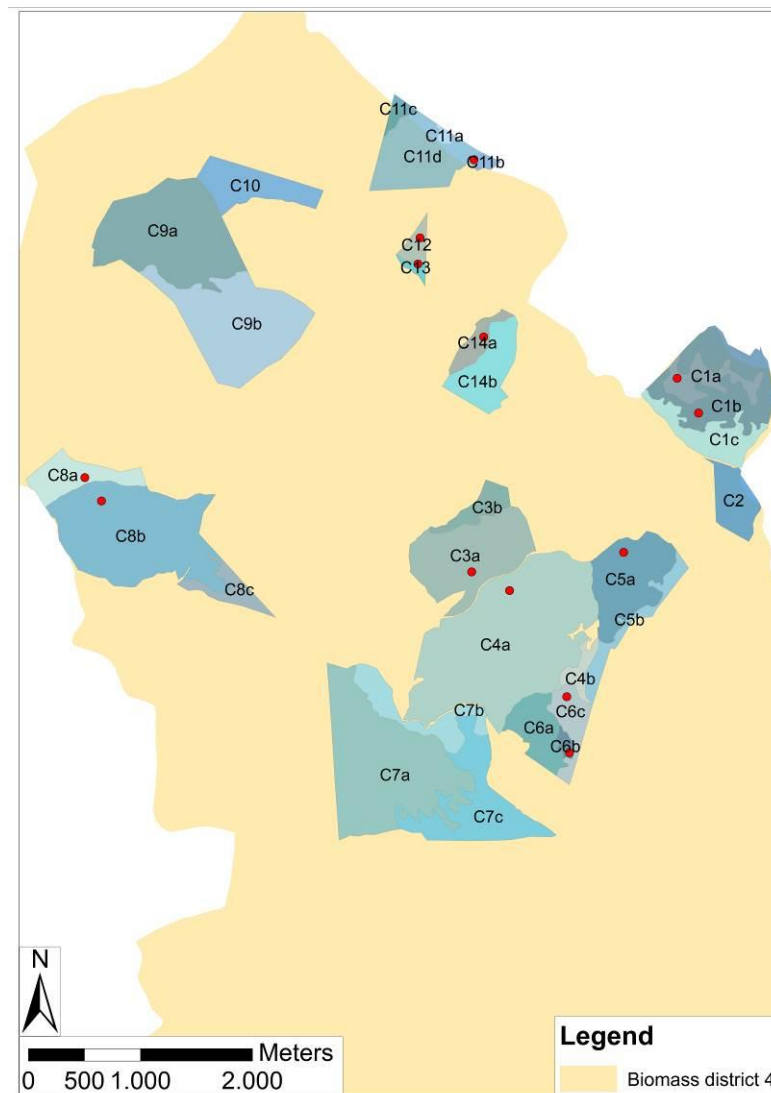 C11c
C11a
C11d
C11b
C10
C9a
C12
C13
C9b
C14a
C14b
C1a
C1b
C1c
C8a
C2
C3b
C8b
C3a
C5a
C8c
C5b
C4a
C4b
C7b
C6c
C6a
C6b
C7a
C7c
N
Meters
0 500 1.000 2.000
Legend
Biomass district 4